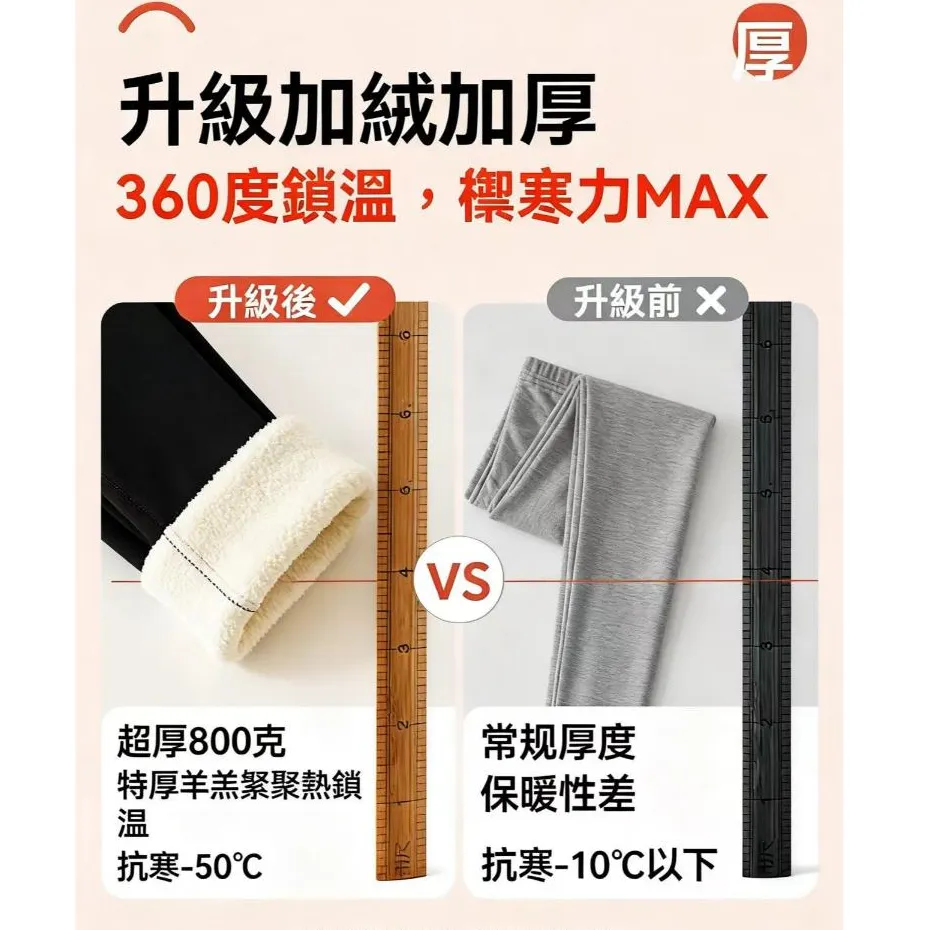 厚
升級加絨加厚
360度鎖溫，禦寒力MAX
升級後
升級前
VS
超厚800克
特厚羊羔緊聚熱鎖
溫
抗寒-50℃
常规厚度
保暖性差
抗寒-10℃以下